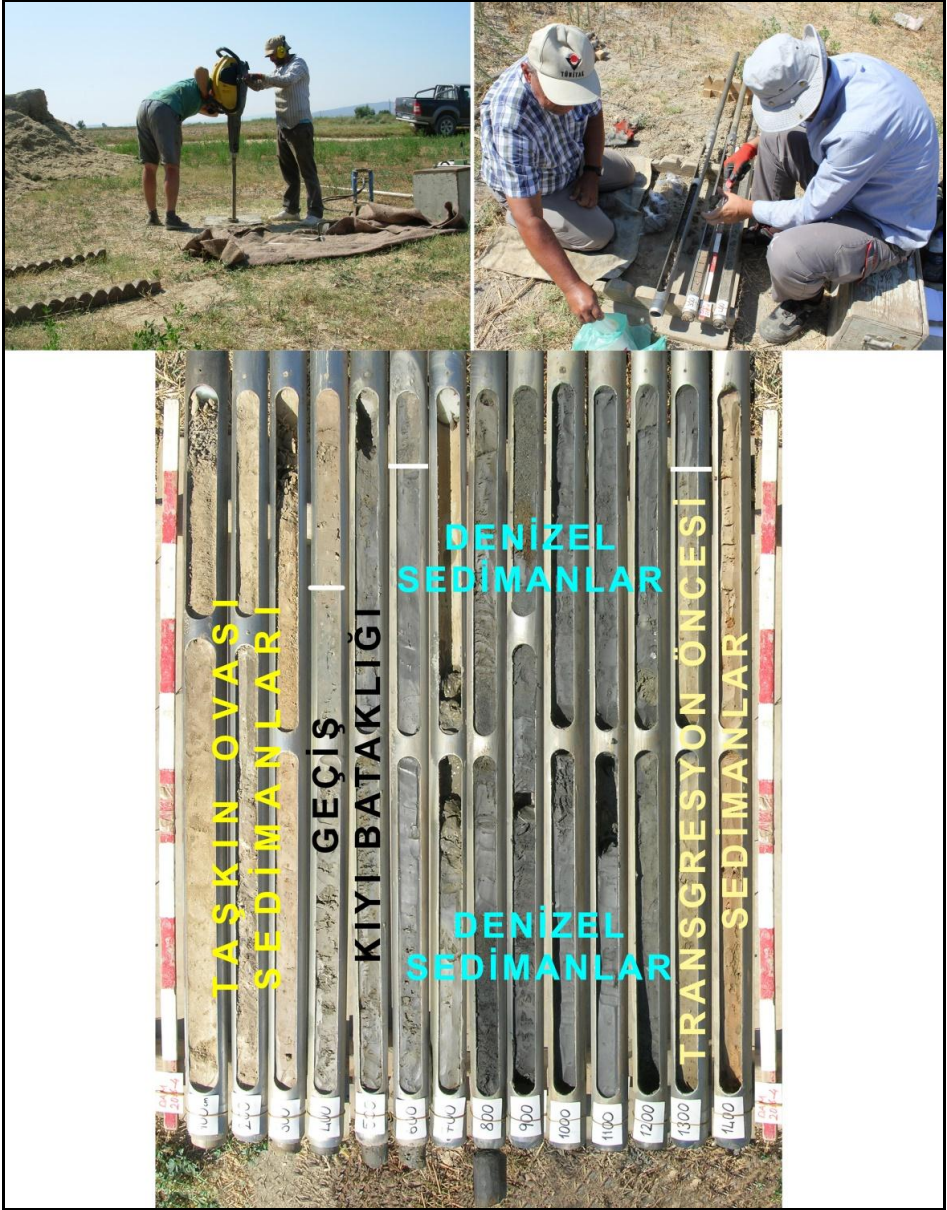 TÜBİTAK
TAŞKIN OVASI
SEDİMANLARI
GEÇİŞ
KIYI BATAKLIĞI
DENİZEL
SEDİMANLAR
DENİZEL
SEDİMANLAR
TRANSGRESYON ÖNCESİ
SEDİMANLAR
200
300
400
500
600
700
800
900
1000
1100
1200
1300
1400